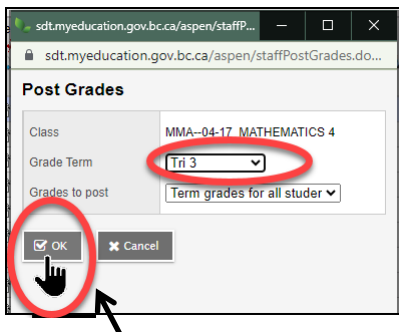 sdt.myeducation.gov.bc.ca/aspen/staffP...
sdt.myeducation.gov.bc.ca/aspen/staffPostGrades.do...
Post Grades
Class MMA--04-17 MATHEMATICS 4
Grade Term Tri 3
Grades to post Term grades for all studer
OK Cancel